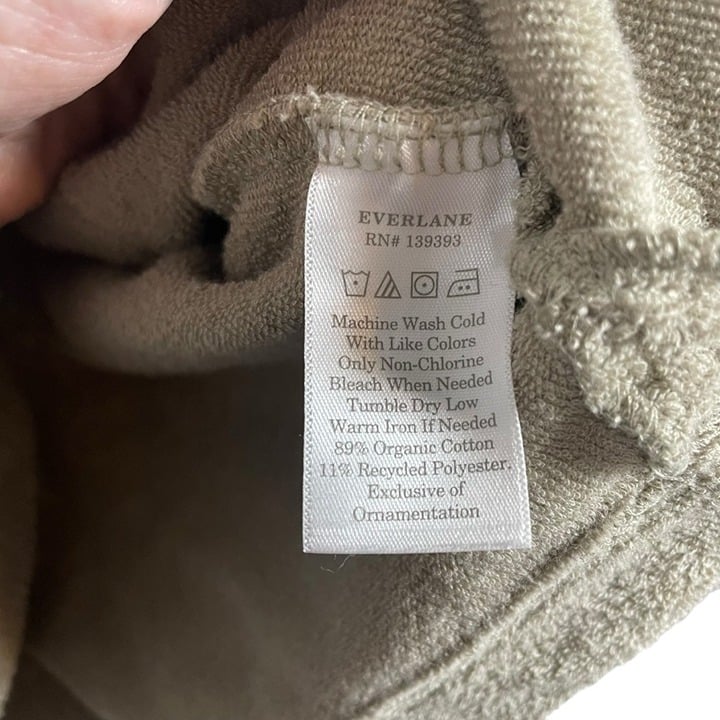 EVERLANE
RN# 139393
Machine Wash Cold
With Like Colors
Only Non-Chlorine
Bleach When Needed
Tumble Dry Low
Warm Iron If Needed
89% Organic Cotton
11% Recycled Polyester.
Exclusive of
Ornamentation